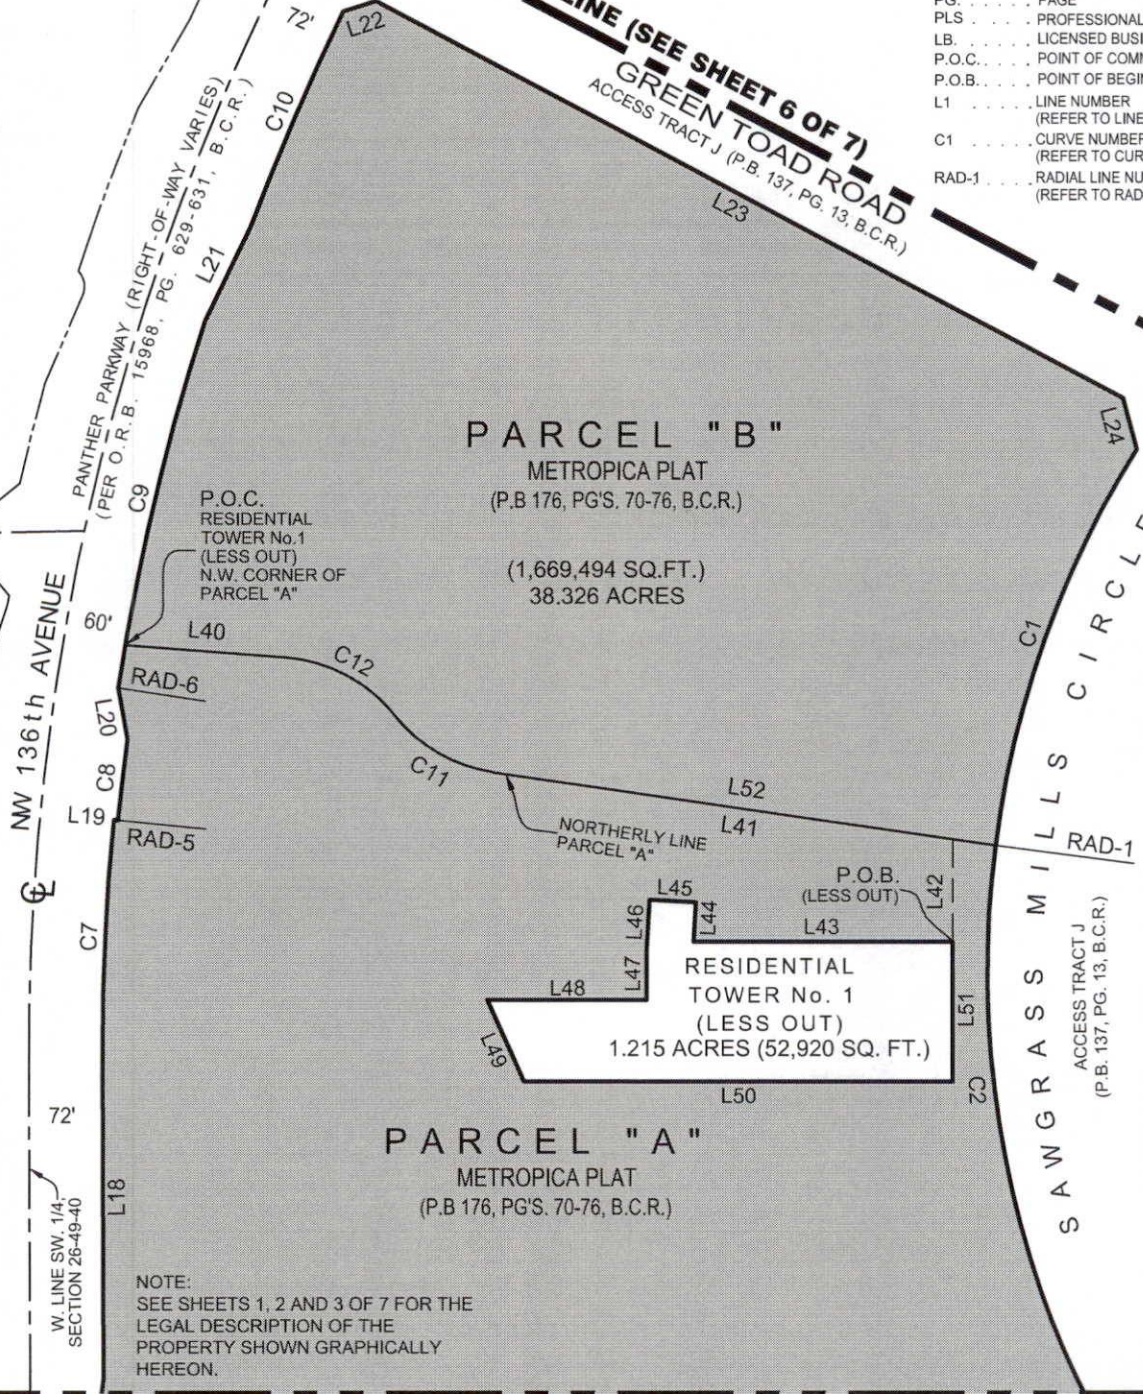 LINE (SEE SHEET 6 OF 7)
GREEN TOAD ROAD
ACCESS TRACT J (P.B. 137, PG. 13, B.C.R.)
PG. . . . . . . PAGE
PLS . . . . . PROFESSIONAL
LB. . . . . . . LICENSED
P.O.C. . . . . POINT OF
P.O.B. . . . . POINT OF
L1 . . . . . . LINE NUMBER
(REFER TO LINE
C1 . . . . . . CURVE NUMBER
(REFER TO
RAD-1 . . . . RADIAL LINE
(REFER TO
72'
L22
C10
L21
L23
L24
PANTHER PARKWAY (RIGHT-OF-WAY VARIES)
(PER O.R.B. 15968, PG. 629-631, B.C.R.)
C9
PARCEL "B"
METROPICA PLAT
(P.B 176, PG'S. 70-76, B.C.R.)
(1,669,494 SQ.FT.)
38.326 ACRES
P.O.C.
RESIDENTIAL
TOWER No.1
(LESS OUT)
N.W. CORNER OF
PARCEL "A"
60'
NW 136th AVENUE
L40
C12
RAD-6
L20
C8
L19
RAD-5
C11
L52
L41
NORTHERLY LINE
PARCEL "A"
C1
RAD-1
SAWGRASS MILLS CIRCLE
ACCESS TRACT J
(P.B. 137, PG. 13, B.C.R.)
P.O.B.
(LESS OUT)
L42
L45
L46
L44
L43
L47
L48
L49
RESIDENTIAL
TOWER No. 1
(LESS OUT)
1.215 ACRES (52,920 SQ. FT.)
L51
L50
C2
CL
C7
72'
L18
W. LINE SW. 1/4,
SECTION 26-49-40
PARCEL "A"
METROPICA PLAT
(P.B 176, PG'S. 70-76, B.C.R.)
NOTE:
SEE SHEETS 1, 2 AND 3 OF 7 FOR THE
LEGAL DESCRIPTION OF THE
PROPERTY SHOWN GRAPHICALLY
HEREON.